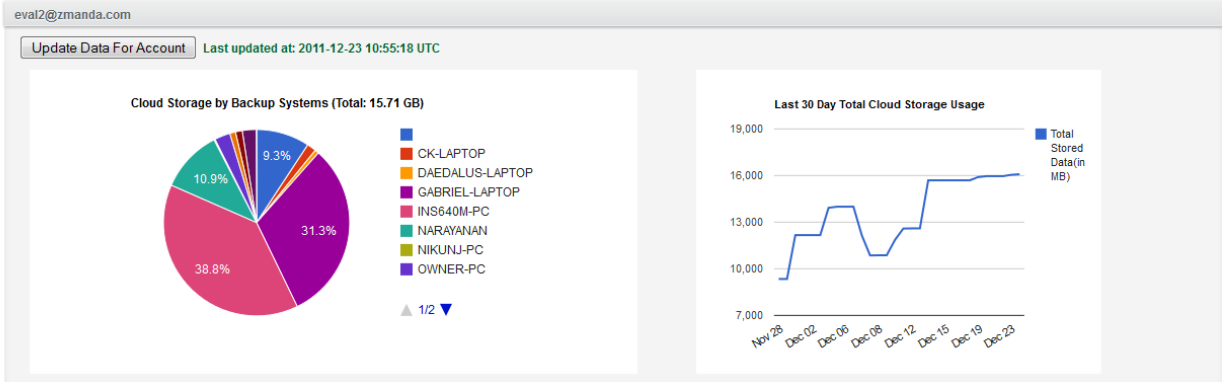 eval2@zmanda.com
Update Data For Account Last updated at: 2011-12-23 10:55:18 UTC
Cloud Storage by Backup Systems (Total: 15.71 GB)
9.3%
10.9%
31.3%
38.8%
CK-LAPTOP
DAEDALUS-LAPTOP
GABRIEL-LAPTOP
INS640M-PC
NARAYANAN
NIKUNJ-PC
OWNER-PC
1/2
Last 30 Day Total Cloud Storage Usage
19,000
16,000
13,000
10,000
7,000
Nov 28 Dec 02 Dec 06 Dec 08 Dec 12 Dec 15 Dec 19 Dec 23
Total
Stored
Data(in
MB)